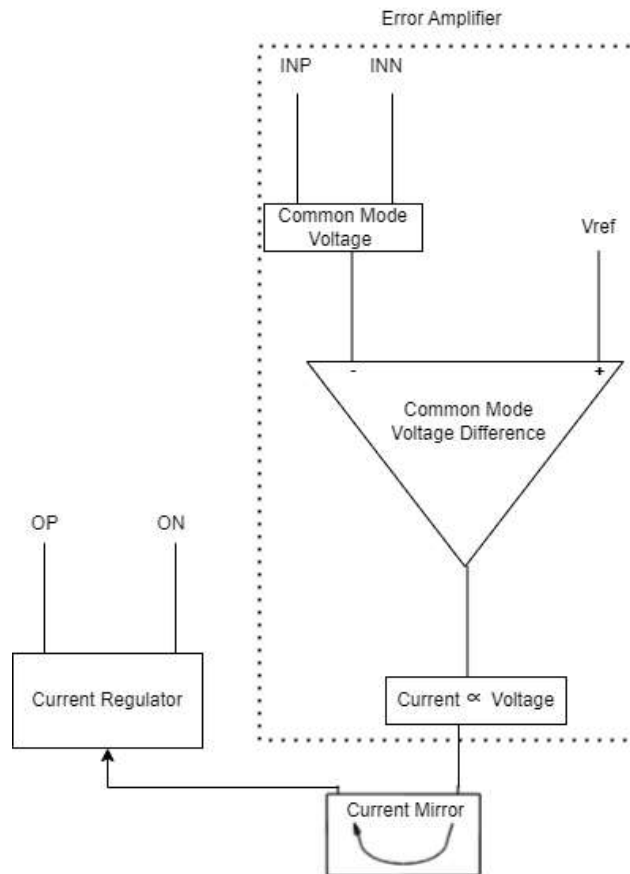 Error Amplifier
INP
INN
Common Mode
Voltage
Vref
-
+
Common Mode
Voltage Difference
OP
ON
Current Regulator
Current ∝ Voltage
Current Mirror